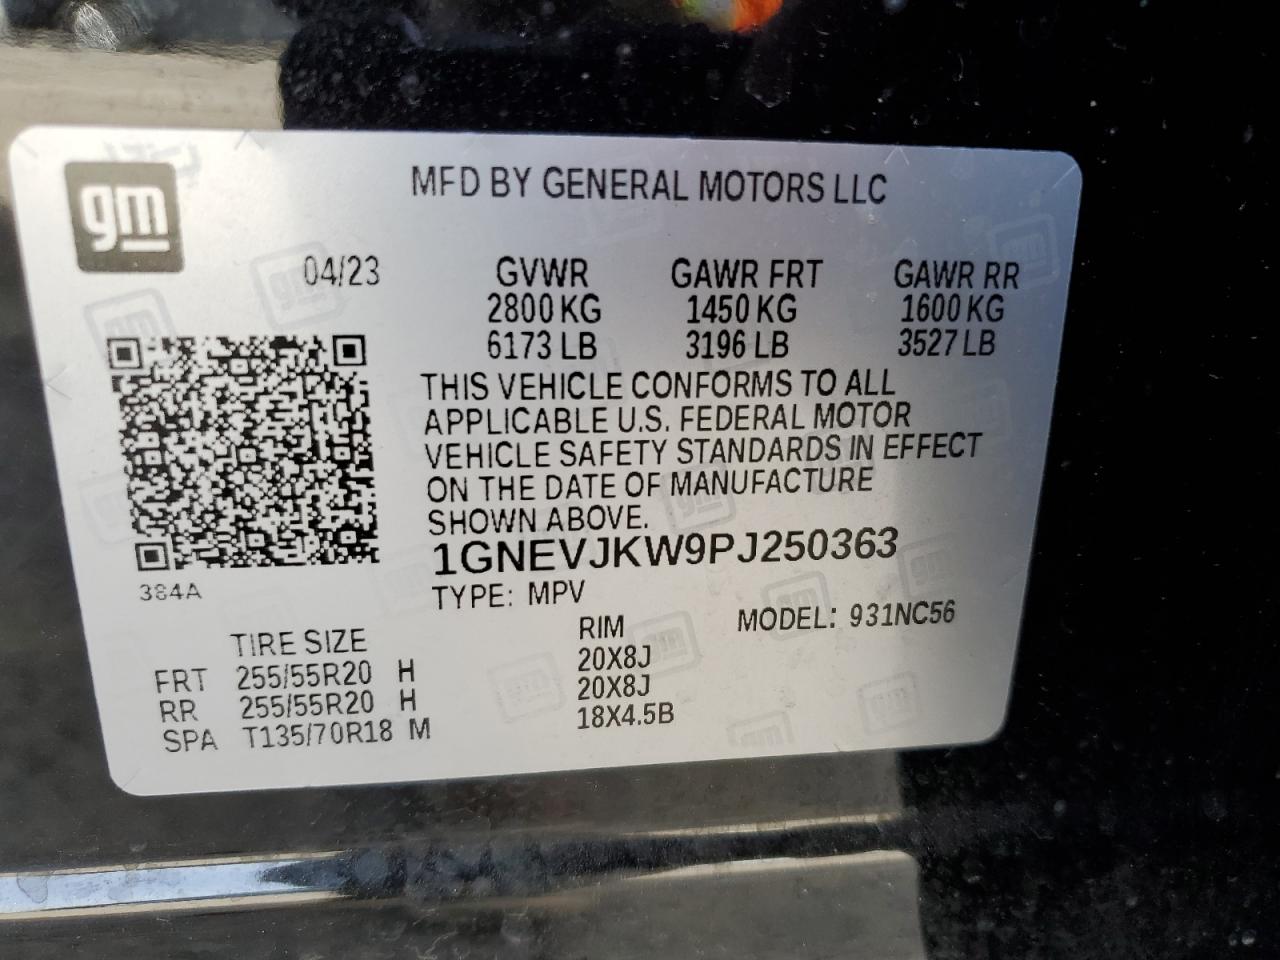 gm
MFD BY GENERAL MOTORS LLC
04/23 GVWR GAWR FRT GAWR RR
2800 KG 1450 KG 1600 KG
6173 LB 3196 LB 3527 LB
THIS VEHICLE CONFORMS TO ALL
APPLICABLE U.S. FEDERAL MOTOR
VEHICLE SAFETY STANDARDS IN EFFECT
ON THE DATE OF MANUFACTURE
SHOWN ABOVE.
1GNEVJKW9PJ250363
384A
TYPE: MPV
MODEL: 931NC56
TIRE SIZE RIM
FRT 255/55R20 H 20X8J
RR 255/55R20 H 20X8J
SPA T135/70R18 M 18X4.5B